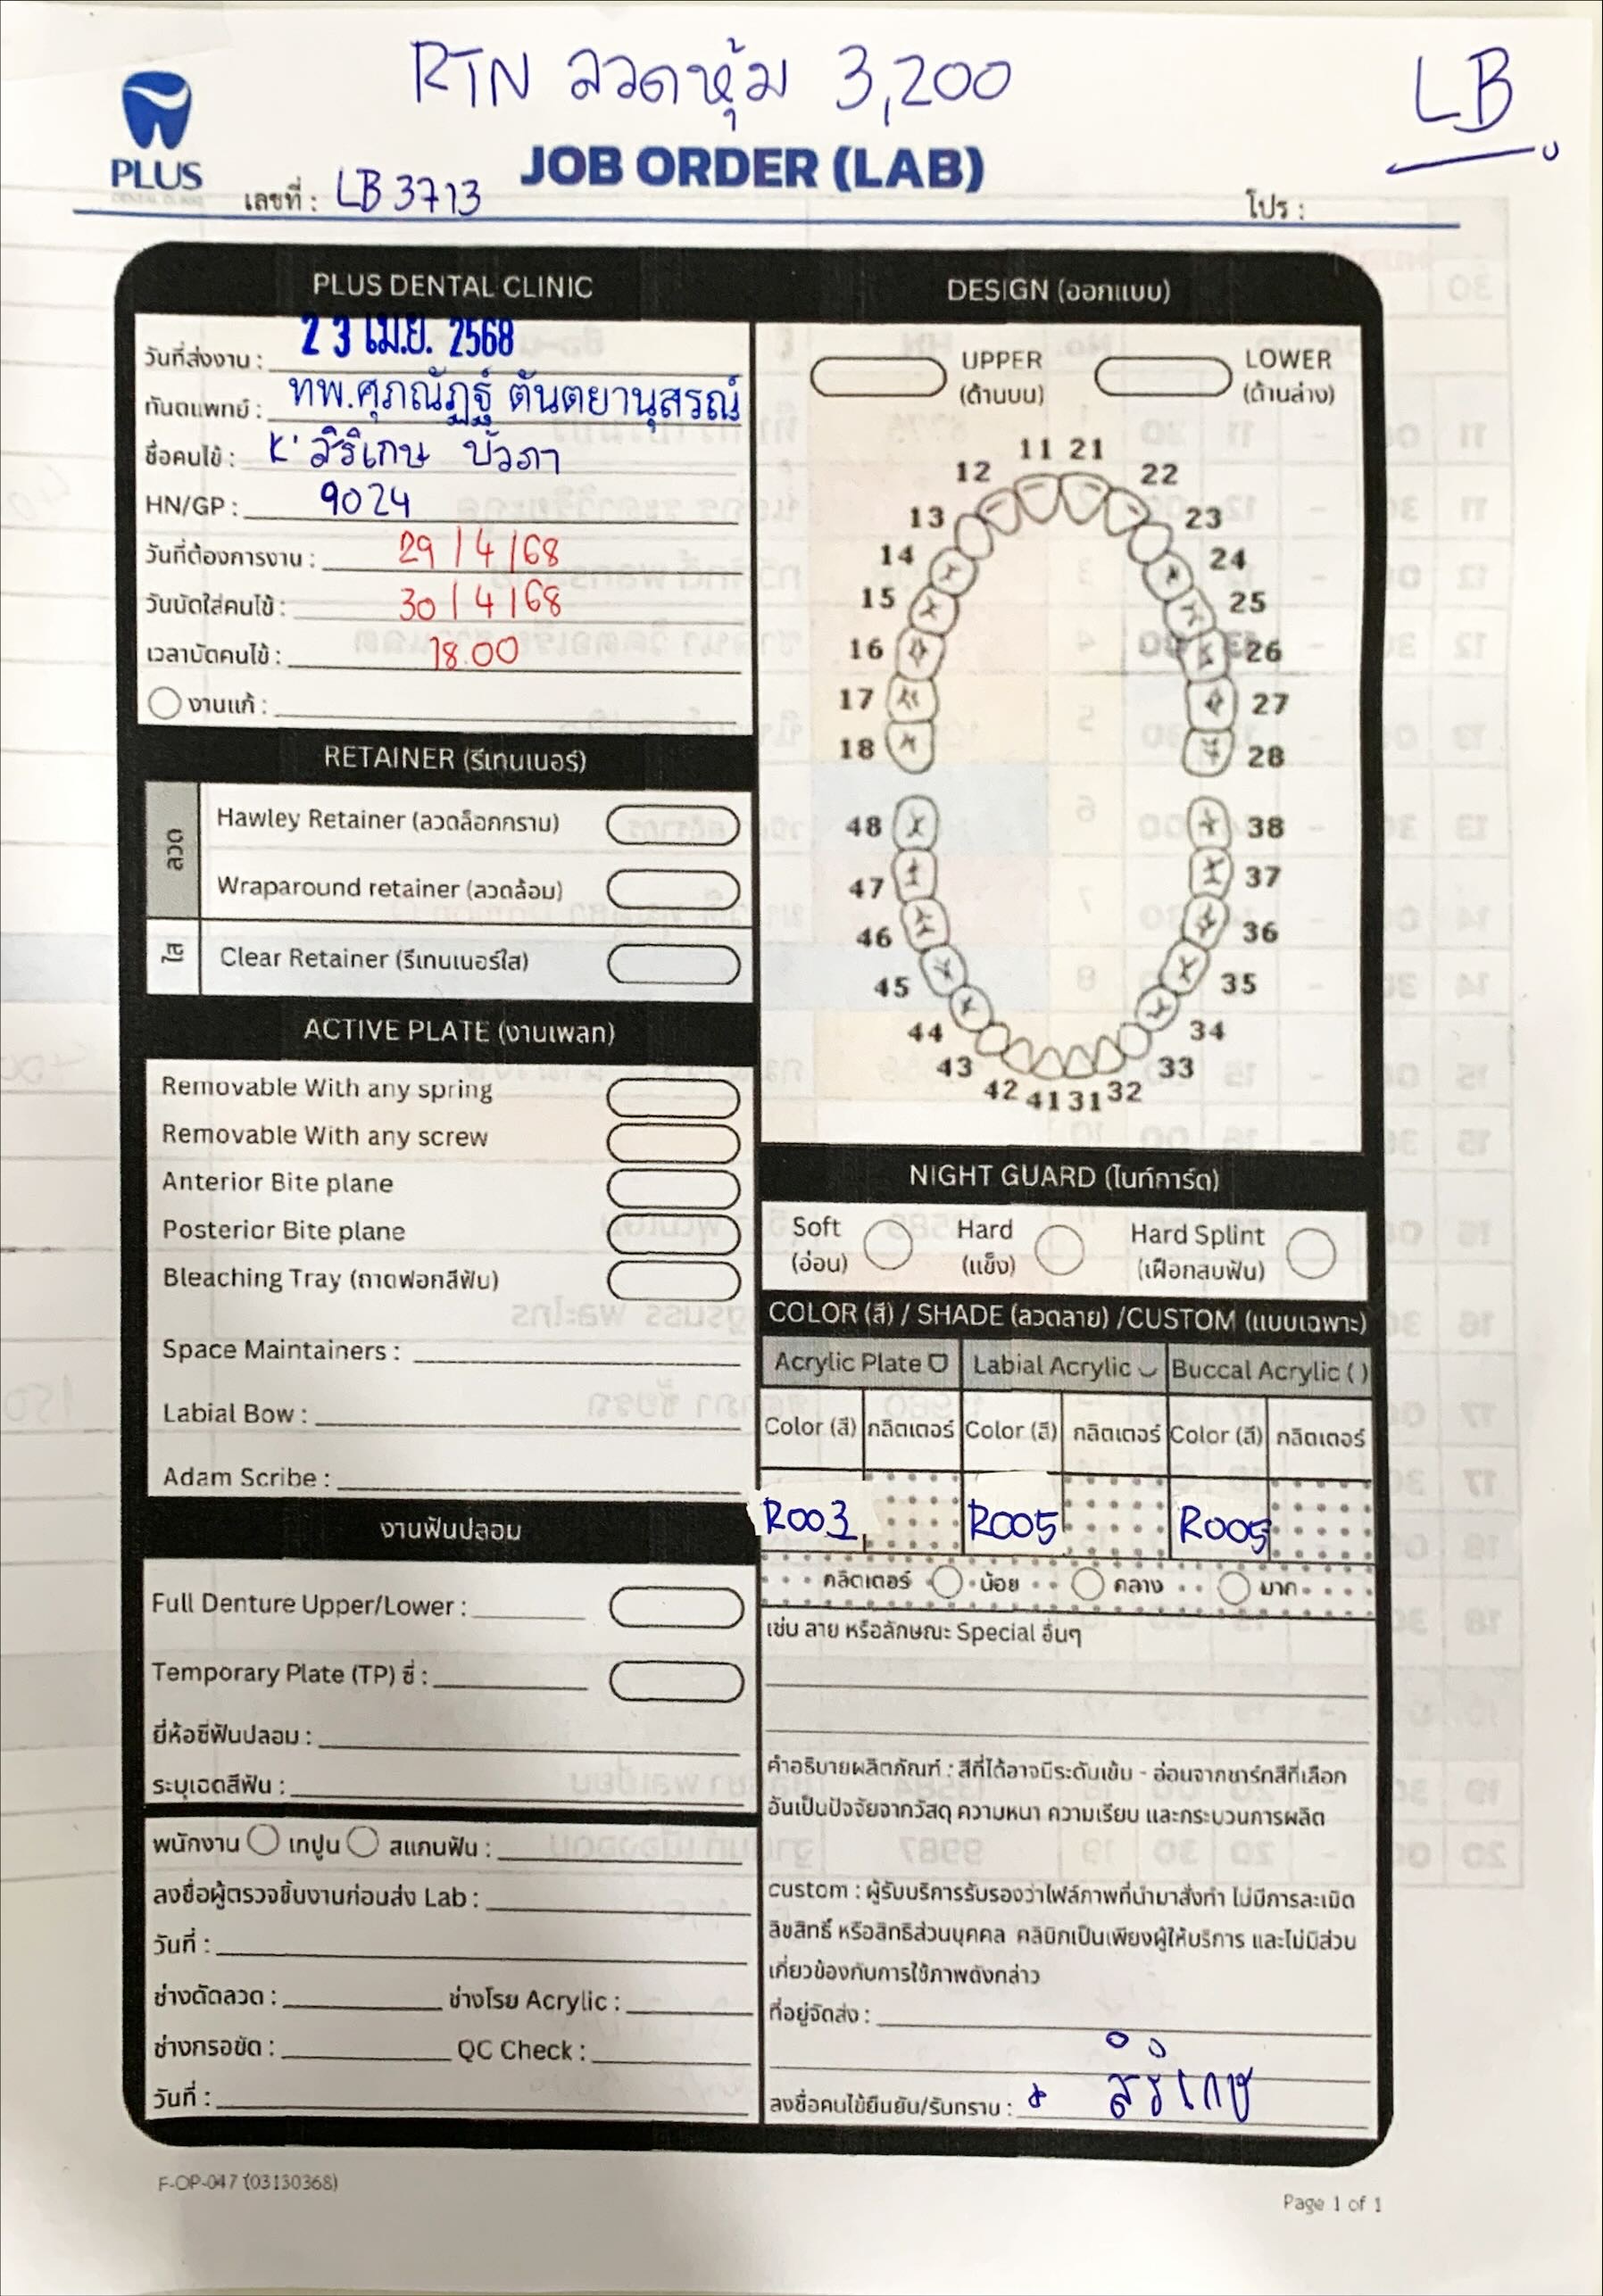 RTN ลวดหุ้ม 3,200
LB
PLUS
JOB ORDER (LAB)
เลขที่ : LB3713
โปร :
PLUS DENTAL CLINIC
วันที่ส่งงาน : 23 เม.ย. 2568
ทันตแพทย์ : ทพ.ศุภณัฏฐ์ ตันตยานุสรณ์
ชื่อคนไข้ : K' สิริเกษ บัวภา
HN/GP : 9024
วันที่ต้องการงาน : 29/4/68
วันนัดใส่คนไข้ : 30/4/68
เวลานัดคนไข้ : 18.00
งานแก้ :
RETAINER (รีเทนเนอร์)
ลวด
Hawley Retainer (ลวดล็อกกราม)
Wraparound retainer (ลวดล้อม)
ใส
Clear Retainer (รีเทนเนอร์ใส)
ACTIVE PLATE (งานเพลท)
Removable With any spring
Removable With any screw
Anterior Bite plane
Posterior Bite plane
Bleaching Tray (ถาดฟอกสีฟัน)
Space Maintainers :
Labial Bow :
Adam Scribe :
งานฟันปลอม
Full Denture Upper/Lower :
Temporary Plate (TP) ซี่ :
ยี่ห้อซี่ฟันปลอม :
ระบุเฉดสีฟัน :
พนักงาน เทปูน สแกนฟัน :
ลงชื่อผู้ตรวจชิ้นงานก่อนส่ง Lab :
วันที่ :
ช่างดัดลวด : ช่างโรย Acrylic :
ช่างกรอขัด : QC Check :
วันที่ :
DESIGN (ออกแบบ)
UPPER (ด้านบน)
LOWER (ด้านล่าง)
11 21
12 22
13 23
14 24
15 25
16 26
17 27
18 28
48 38
47 37
46 36
45 35
44 34
43 33
42 41 31 32
NIGHT GUARD (ไนท์การ์ด)
Soft (อ่อน)
Hard (แข็ง)
Hard Splint (เฝือกสบฟัน)
COLOR (สี) / SHADE (ลวดลาย) /CUSTOM (แบบเฉพาะ)
Acrylic Plate Labial Acrylic Buccal Acrylic ( )
Color (สี) กลิตเตอร์ Color (สี) กลิตเตอร์ Color (สี) กลิตเตอร์
R003 R005 R005
กลิตเตอร์ น้อย กลาง มาก
เช่น ลาย หรือลักษณะ Special อื่นๆ
คำอธิบายผลิตภัณฑ์ : สีที่ได้อาจมีระดับเข้ม - อ่อนจากชาร์ทสีที่เลือก
อันเป็นปัจจัยจากวัสดุ ความหนา ความเรียบ และกระบวนการผลิต
custom : ผู้รับบริการรับรองว่าไฟล์ภาพที่นำมาสั่งทำ ไม่มีการละเมิด
ลิขสิทธิ์ หรือสิทธิส่วนบุคคล คลินิกเป็นเพียงผู้ให้บริการ และไม่มีส่วน
เกี่ยวข้องกับการใช้ภาพดังกล่าว
ที่อยู่จัดส่ง :
ลงชื่อคนไข้ยืนยัน/รับทราบ : สิริเกษ
F-OP-047 (03130368)
Page 1 of 1